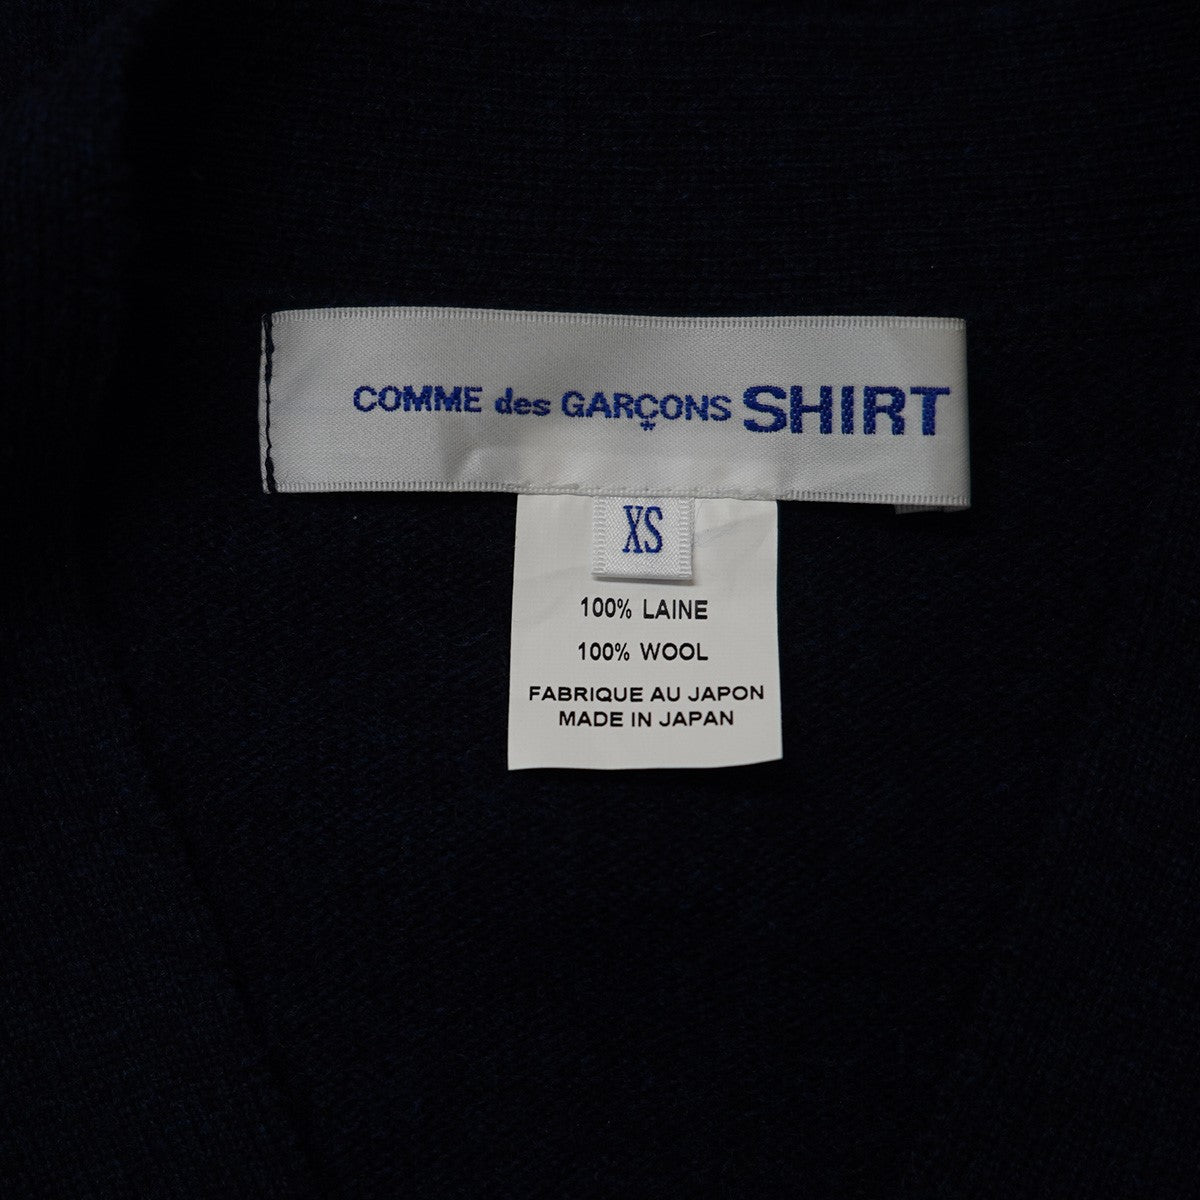 COMME des GARÇONS SHIRT
*
XS
100% LAINE
100% WOOL
FABRIQUE AU JAPON
MADE IN JAPAN